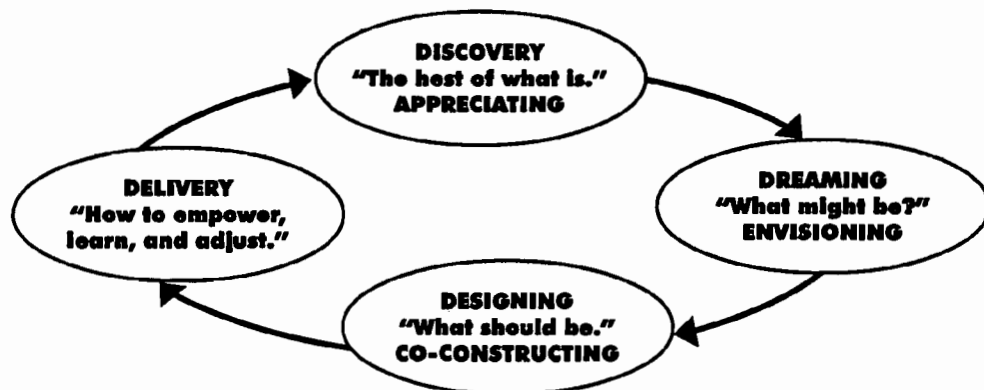 DISCOVERY
“The hest of what is.”
APPRECIATING
DREAMING
“What might be?”
ENVISIONING
DESIGNING
“What should be.”
CO-CONSTRUCTING
DELIVERY
“How to empower,
learn, and adjust.”